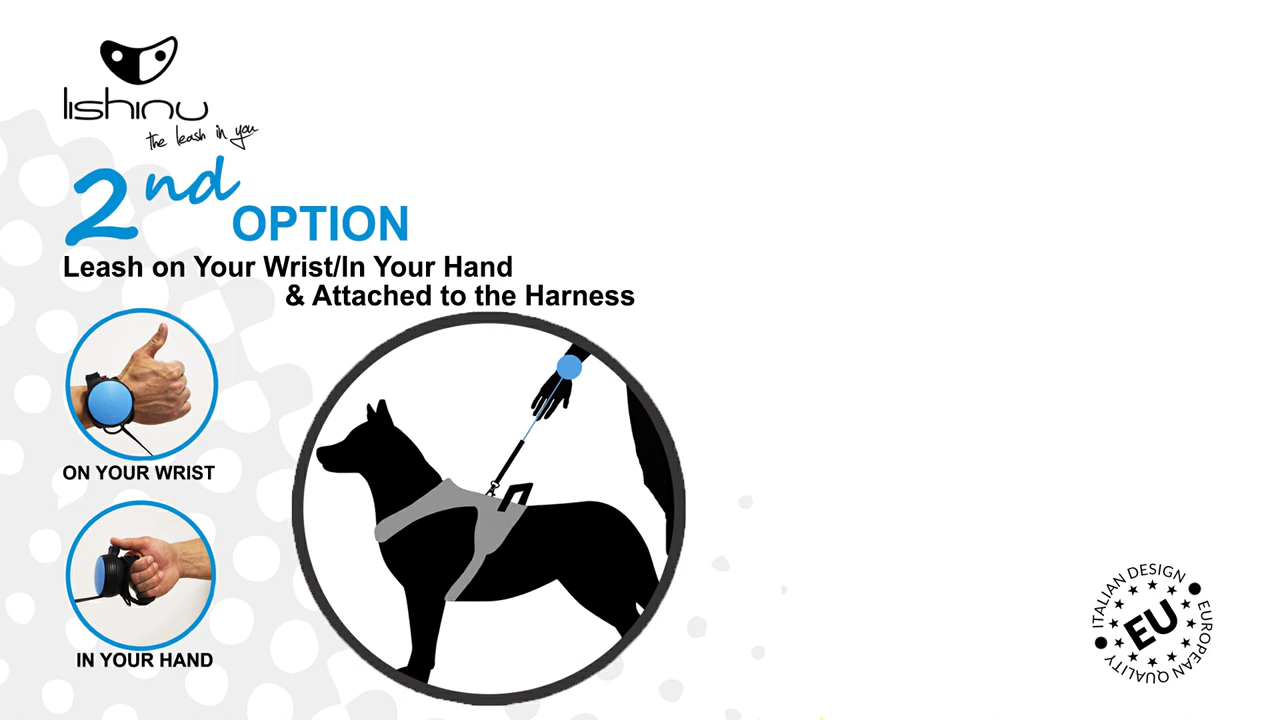 lishinu
the leash in you
2nd OPTION
Leash on Your Wrist/In Your Hand
& Attached to the Harness
ON YOUR WRIST
IN YOUR HAND
ITALIAN DESIGN
EU
EUROPEAN QUALITY